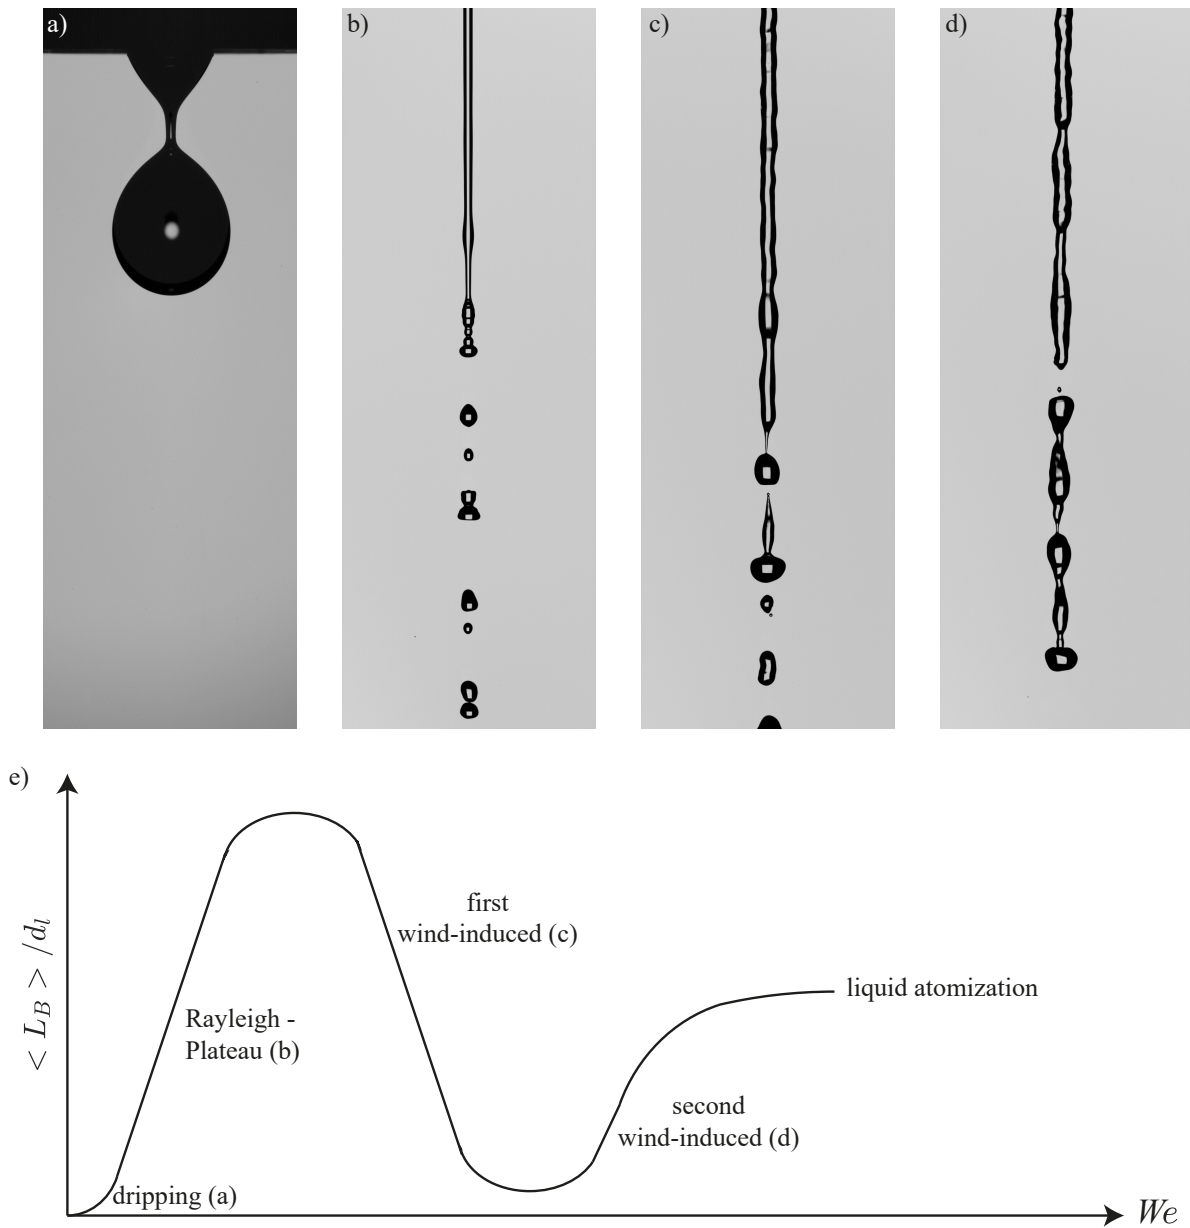 a)
b)
c)
d)
e)
< L_B > /d_l
first
wind-induced (c)
Rayleigh -
Plateau (b)
liquid atomization
second
wind-induced (d)
dripping (a)
We